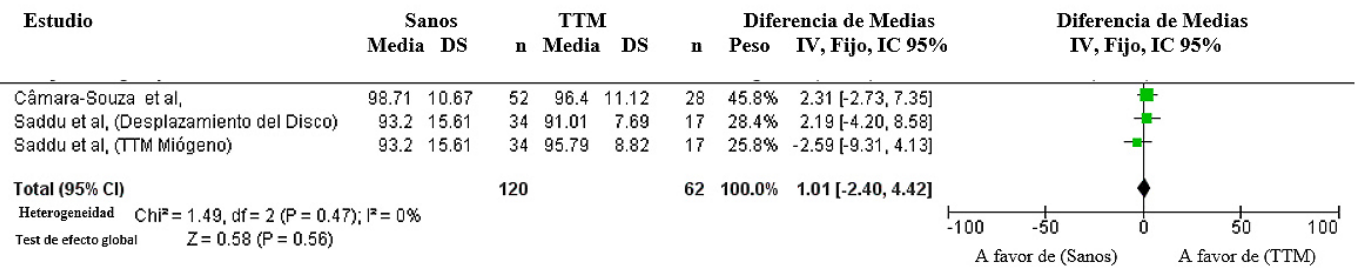 Estudio Sanos TTM Diferencia de Medias Diferencia de Medias
Media DS n Media DS n Peso IV, Fijo, IC 95% IV, Fijo, IC 95%
Câmara-Souza et al, 98.71 10.67 52 96.4 11.12 28 45.8% 2.31 [-2.73, 7.35]
Saddu et al, (Desplazamiento del Disco) 93.2 15.61 34 91.01 7.69 17 28.4% 2.19 [-4.20, 8.58]
Saddu et al, (TTM Miógeno) 93.2 15.61 34 95.79 8.82 17 25.8% -2.59 [-9.31, 4.13]
Total (95% CI) 120 62 100.0% 1.01 [-2.40, 4.42]
Heterogeneidad Chi² = 1.49, df = 2 (P = 0.47); I² = 0%
Test de efecto global Z = 0.58 (P = 0.56)
-100 -50 0 50 100
A favor de (Sanos) A favor de (TTM)